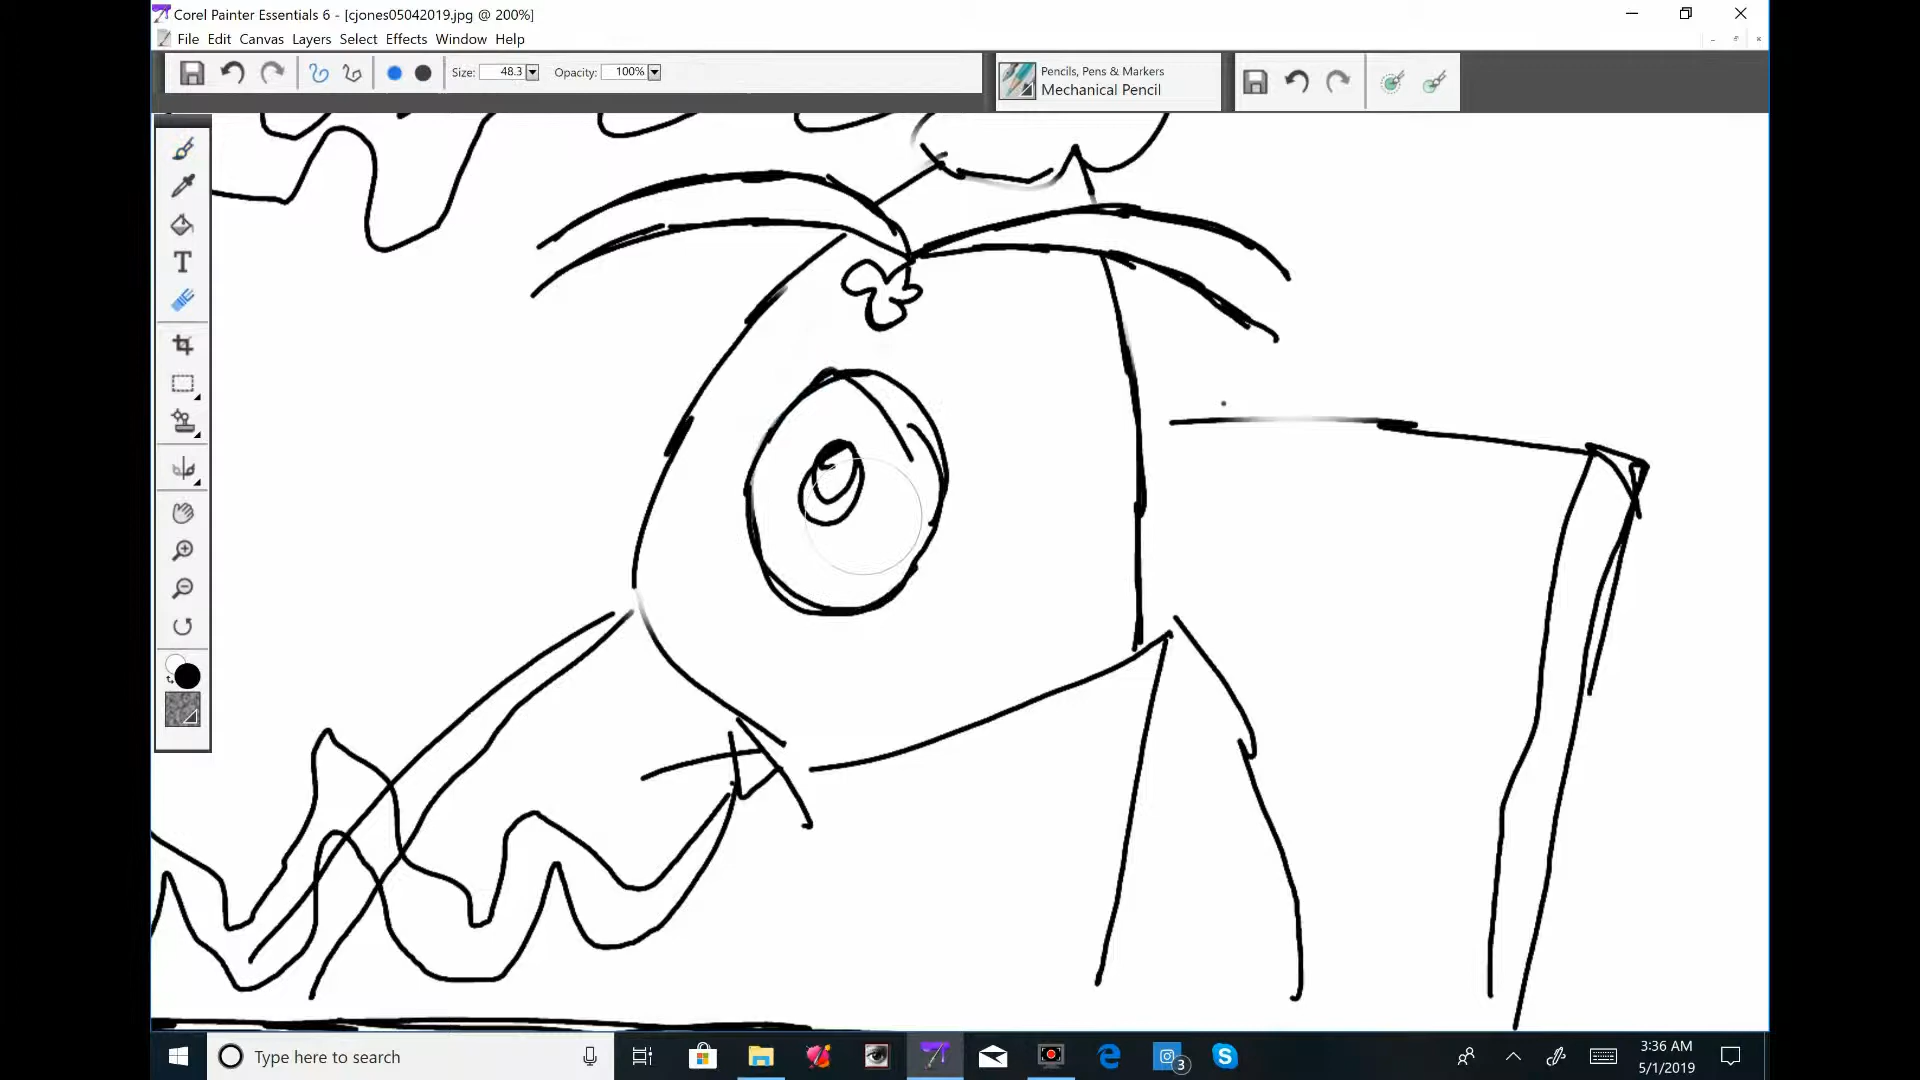 Corel Painter Essentials 6 - [cjones05042019.jpg @ 200%]
File Edit Canvas Layers Select Effects Window Help
Size: 48.3 Opacity: 100%
Pencils, Pens & Markers
Mechanical Pencil
T
Type here to search
3
3:36 AM
5/1/2019